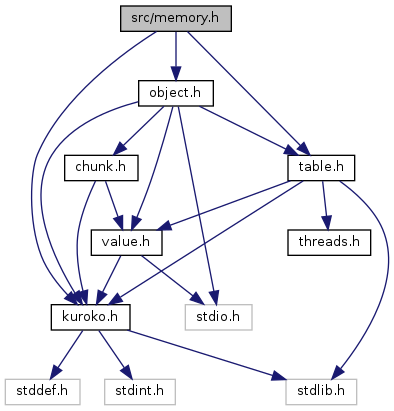 src/memory.h
object.h
chunk.h
table.h
value.h
threads.h
kuroko.h
stdio.h
stddef.h
stdint.h
stdlib.h